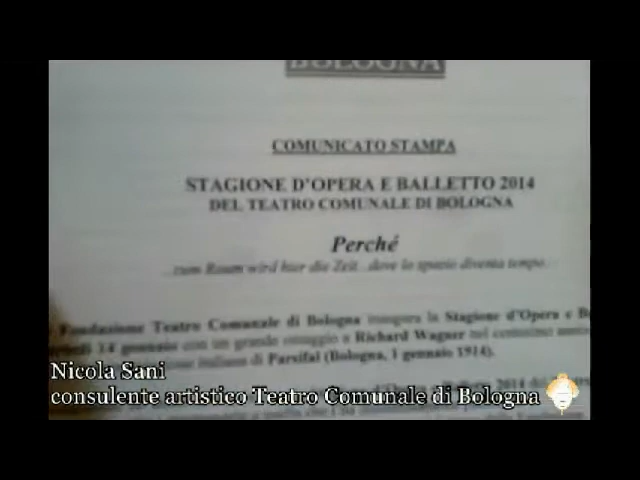 BOLOGNA
COMUNICATO STAMPA
STAGIONE D'OPERA E BALLETTO 2014
DEL TEATRO COMUNALE DI BOLOGNA
Perché
...zum Raum wird hier die Zeit...dove lo spazio diventa tempo...
Fondazione Teatro Comunale di Bologna inaugura la Stagione d'Opera e
14 gennaio con un grande omaggio a Richard Wagner nel
italiana di Parsifal (Bologna, 1 gennaio 1914).
Nicola Sani
2014
consulente artistico Teatro Comunale di Bologna